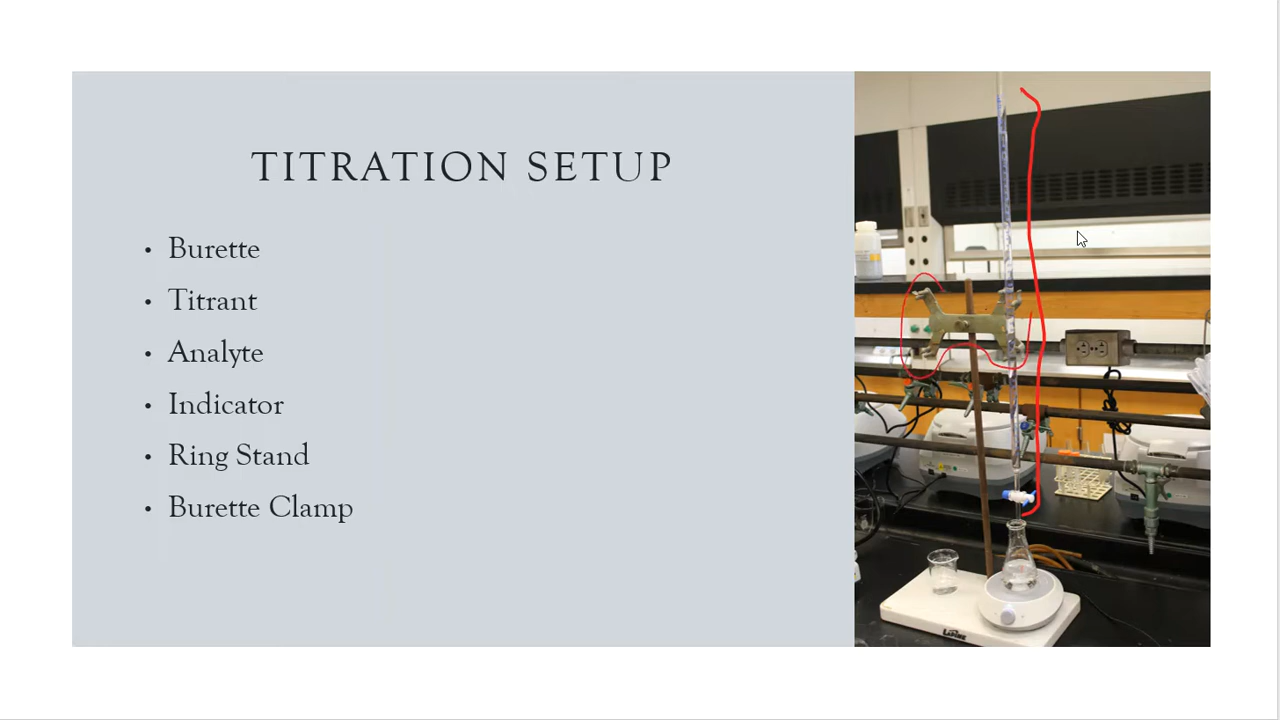 TITRATION SETUP
• Burette
• Titrant
• Analyte
• Indicator
• Ring Stand
• Burette Clamp